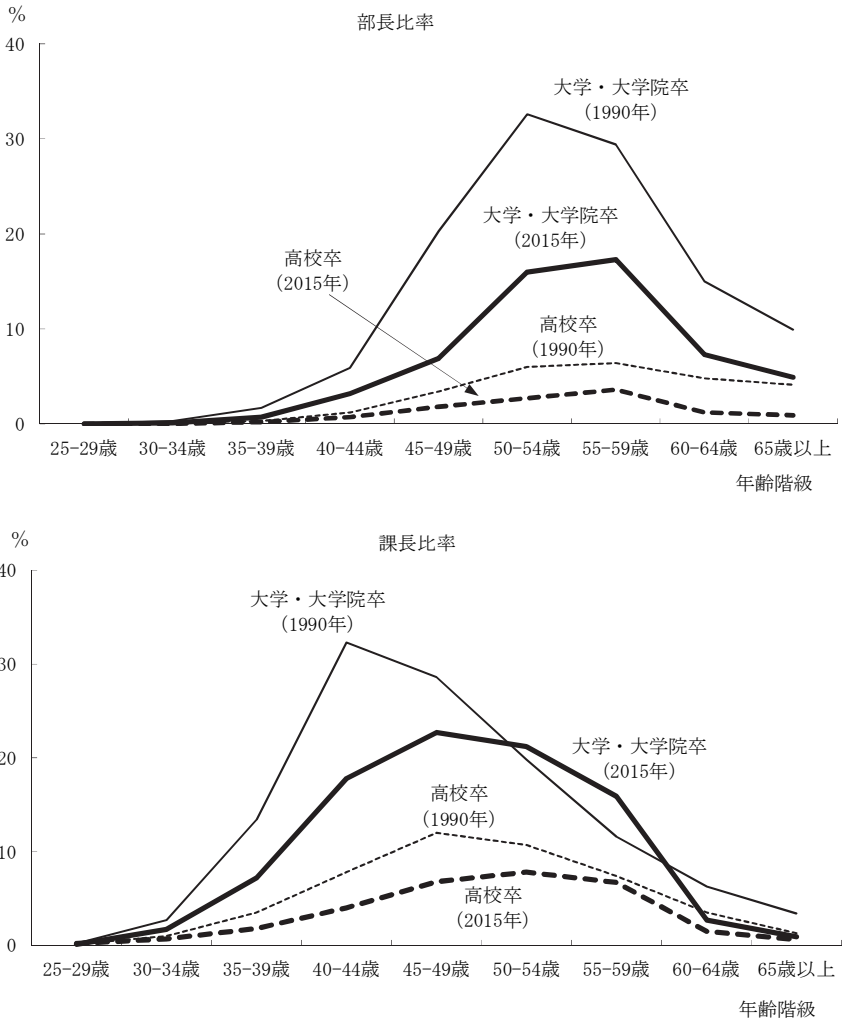 %
部長比率
40
大学・大学院卒
(1990年)
30
大学・大学院卒
(2015年)
20
高校卒
(2015年)
高校卒
(1990年)
10
0
25-29歳 30-34歳 35-39歳 40-44歳 45-49歳 50-54歳 55-59歳 60-64歳 65歳以上
年齢階級
%
課長比率
40
大学・大学院卒
(1990年)
30
大学・大学院卒
(2015年)
20
高校卒
(1990年)
10
高校卒
(2015年)
0
25-29歳 30-34歳 35-39歳 40-44歳 45-49歳 50-54歳 55-59歳 60-64歳 65歳以上
年齢階級